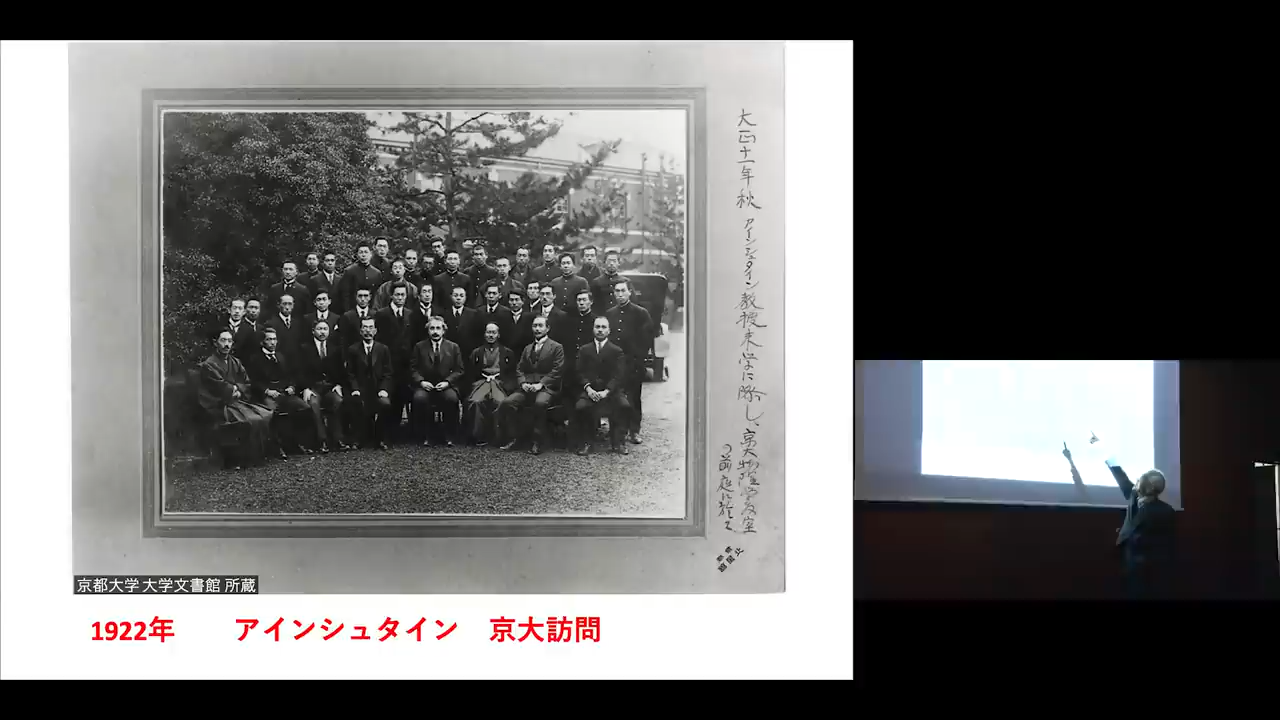 大正十一年秋 アインシュタイン教授来学に際し、京大物理学教室
の前庭に於て
京都大学 大学文書館 所蔵
1922年 アインシュタイン 京大訪問